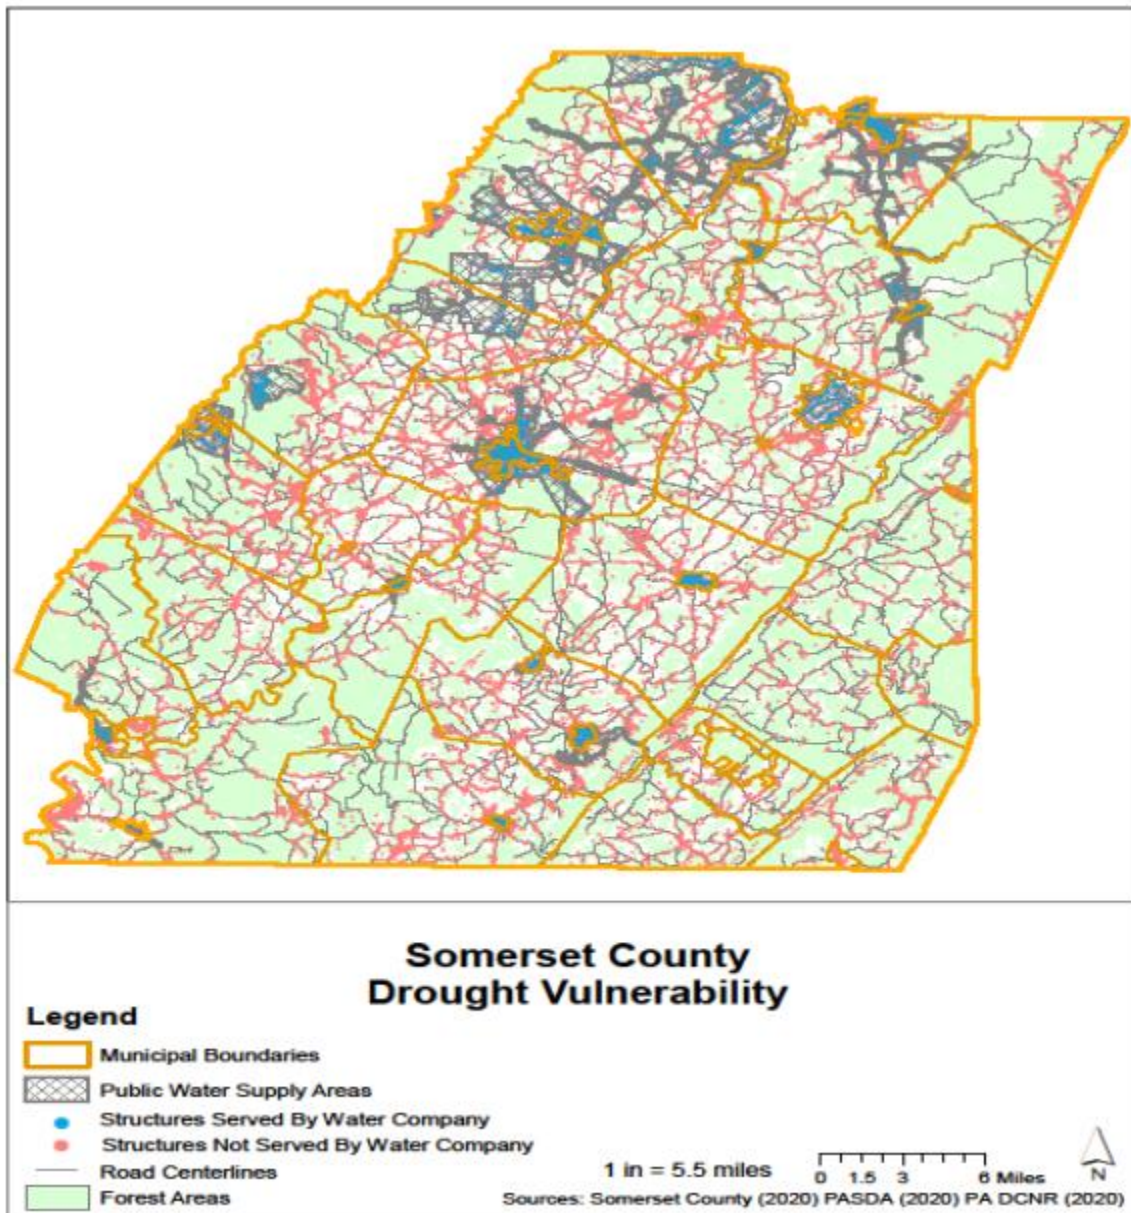 Somerset County
Drought Vulnerability
Legend
Municipal Boundaries
Public Water Supply Areas
Structures Served By Water Company
Structures Not Served By Water Company
Road Centerlines
Forest Areas
1 in = 5.5 miles
0 1.5 3 6 Miles
N
Sources: Somerset County (2020) PASDA (2020) PA DCNR (2020)